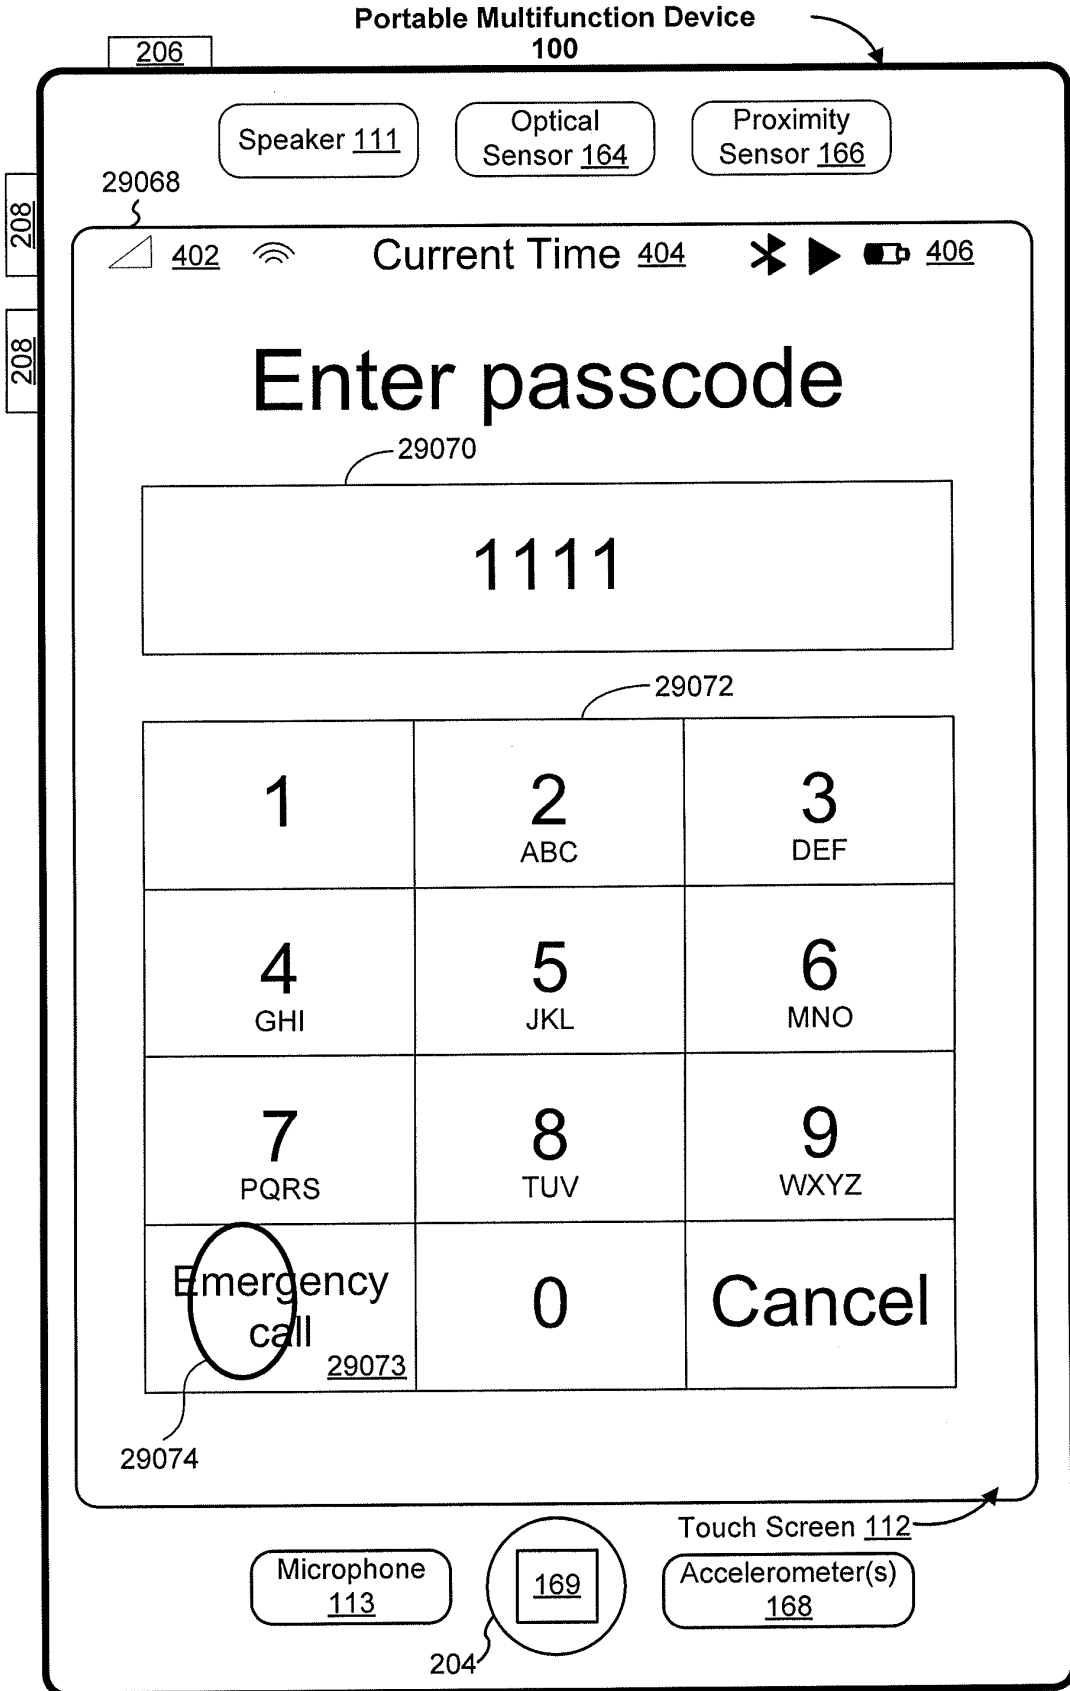 Portable Multifunction Device
100
206
Speaker 111
Optical
Sensor 164
Proximity
Sensor 166
29068
208
402
Current Time 404
406
208
Enter passcode
29070
1111
29072
1
2
ABC
3
DEF
4
GHI
5
JKL
6
MNO
7
PQRS
8
TUV
9
WXYZ
Emergency
call
29073
0
Cancel
29074
Touch Screen 112
Microphone
113
169
Accelerometer(s)
168
204